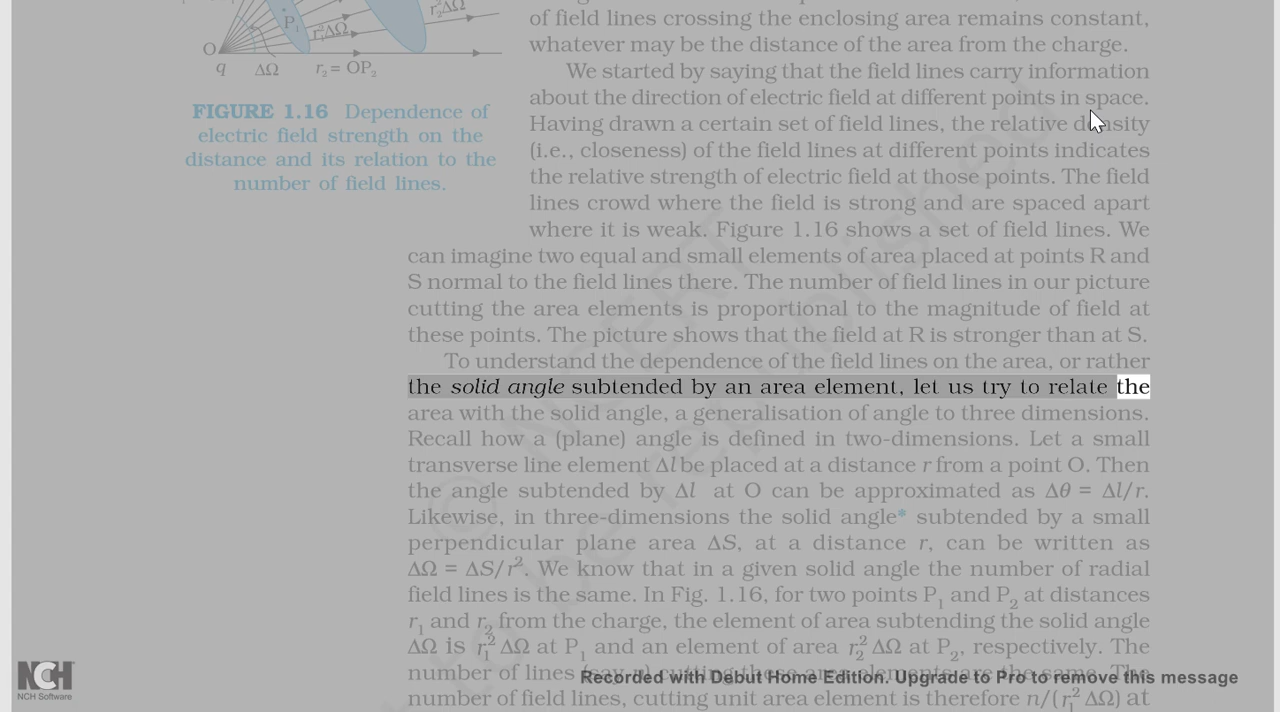 of field lines crossing the enclosing area remains constant,
whatever may be the distance of the area from the charge.
P1
r₁²ΔΩ
r₂²ΔΩ
O
q ΔΩ r₂ = OP₂
FIGURE 1.16 Dependence of
electric field strength on the
distance and its relation to the
number of field lines.
We started by saying that the field lines carry information
about the direction of electric field at different points in space.
Having drawn a certain set of field lines, the relative density
(i.e., closeness) of the field lines at different points indicates
the relative strength of electric field at those points. The field
lines crowd where the field is strong and are spaced apart
where it is weak. Figure 1.16 shows a set of field lines. We
can imagine two equal and small elements of area placed at points R and
S normal to the field lines there. The number of field lines in our picture
cutting the area elements is proportional to the magnitude of field at
these points. The picture shows that the field at R is stronger than at S.
To understand the dependence of the field lines on the area, or rather
the solid angle subtended by an area element, let us try to relate the
area with the solid angle, a generalisation of angle to three dimensions.
Recall how a (plane) angle is defined in two-dimensions. Let a small
transverse line element Δl be placed at a distance r from a point O. Then
the angle subtended by Δl at O can be approximated as Δθ = Δl/r.
Likewise, in three-dimensions the solid angle* subtended by a small
perpendicular plane area ΔS, at a distance r, can be written as
ΔΩ = ΔS/r². We know that in a given solid angle the number of radial
field lines is the same. In Fig. 1.16, for two points P₁ and P₂ at distances
r₁ and r₂ from the charge, the element of area subtending the solid angle
ΔΩ is r₁² ΔΩ at P₁ and an element of area r₂² ΔΩ at P₂, respectively. The
number of lines (say n) cutting these area elements are the same. The
number of field lines, cutting unit area element is therefore n/(r₁² ΔΩ) at
© NCERT
to be republished
NCH
NCH Software
Recorded with Debut Home Edition. Upgrade to Pro to remove this message